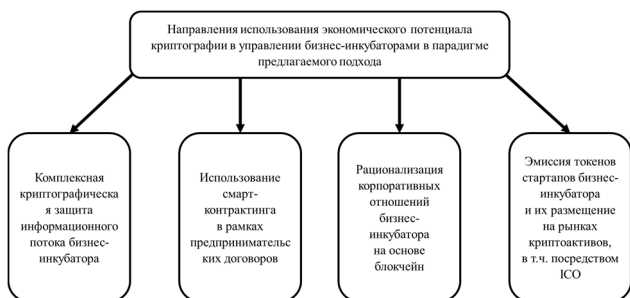 Направления использования экономического потенциала
криптографии в управлении бизнес-инкубаторами в парадигме
предлагаемого подхода
Комплексная
криптографическа
я защита
информационного
потока бизнес-
инкубатора
Использование
смарт-
контрактинга
в рамках
предпринимательс
ких договоров
Рационализация
корпоративных
отношений
бизнес-
инкубатора
на основе
блокчейн
Эмиссия токенов
стартапов бизнес-
инкубатора
и их размещение
на рынках
криптоактивов,
в т.ч. посредством
ICO